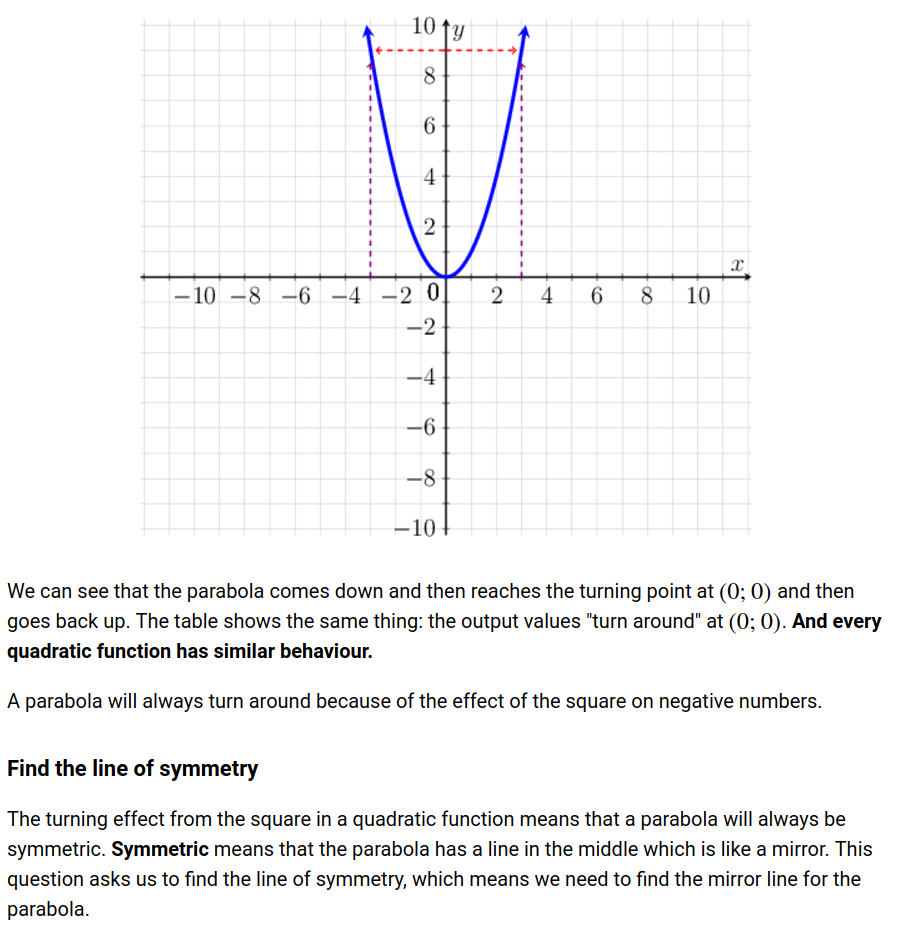 10 y
8
6
4
2
x
−10 −8 −6 −4 −2 0 2 4 6 8 10
−2
−4
−6
−8
−10
We can see that the parabola comes down and then reaches the turning point at (0; 0) and then
goes back up. The table shows the same thing: the output values "turn around" at (0; 0). And every
quadratic function has similar behaviour.
A parabola will always turn around because of the effect of the square on negative numbers.
Find the line of symmetry
The turning effect from the square in a quadratic function means that a parabola will always be
symmetric. Symmetric means that the parabola has a line in the middle which is like a mirror. This
question asks us to find the line of symmetry, which means we need to find the mirror line for the
parabola.